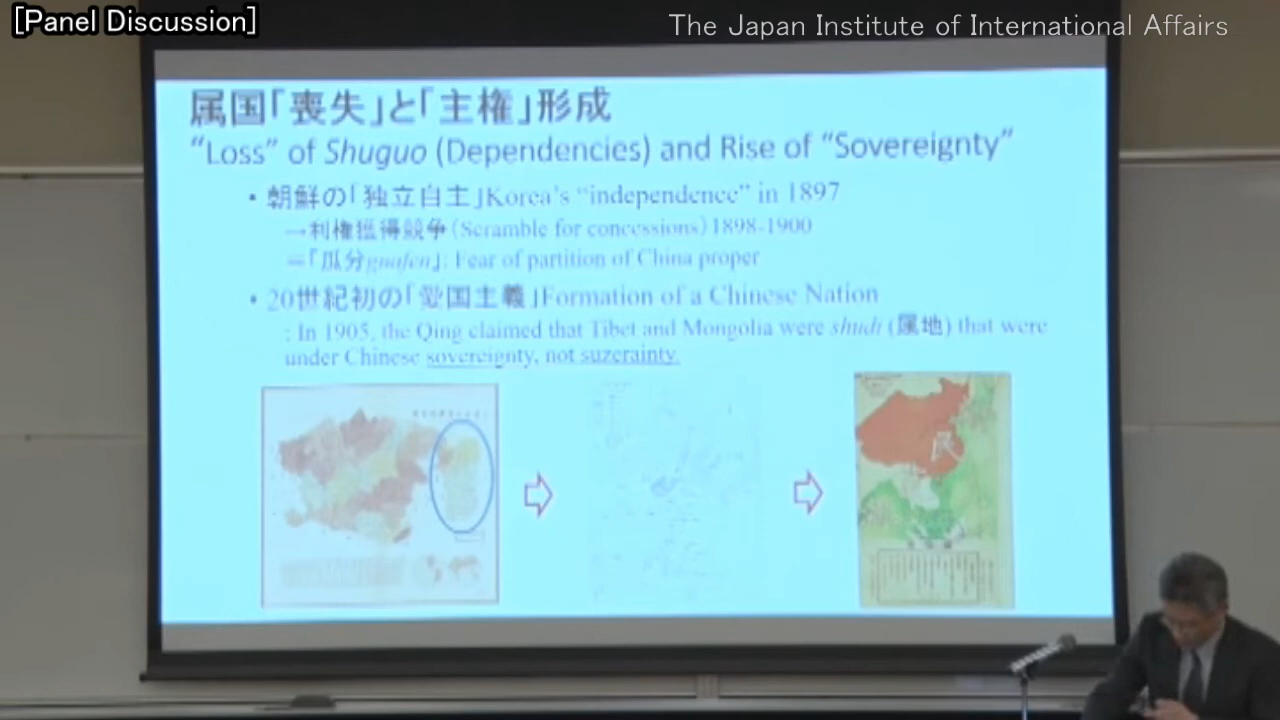 [Panel Discussion]
The Japan Institute of International Affairs
属国「喪失」と「主権」形成
“Loss” of Shuguo (Dependencies) and Rise of “Sovereignty”
・朝鮮の「独立自主」Korea’s “independence” in 1897
→利権獲得競争(Scramble for concessions)1898-1900
=「瓜分guafen」: Fear of partition of China proper
・20世紀初の「愛国主義」Formation of a Chinese Nation
: In 1905, the Qing claimed that Tibet and Mongolia were shudi (属地) that were
under Chinese sovereignty, not suzerainty.